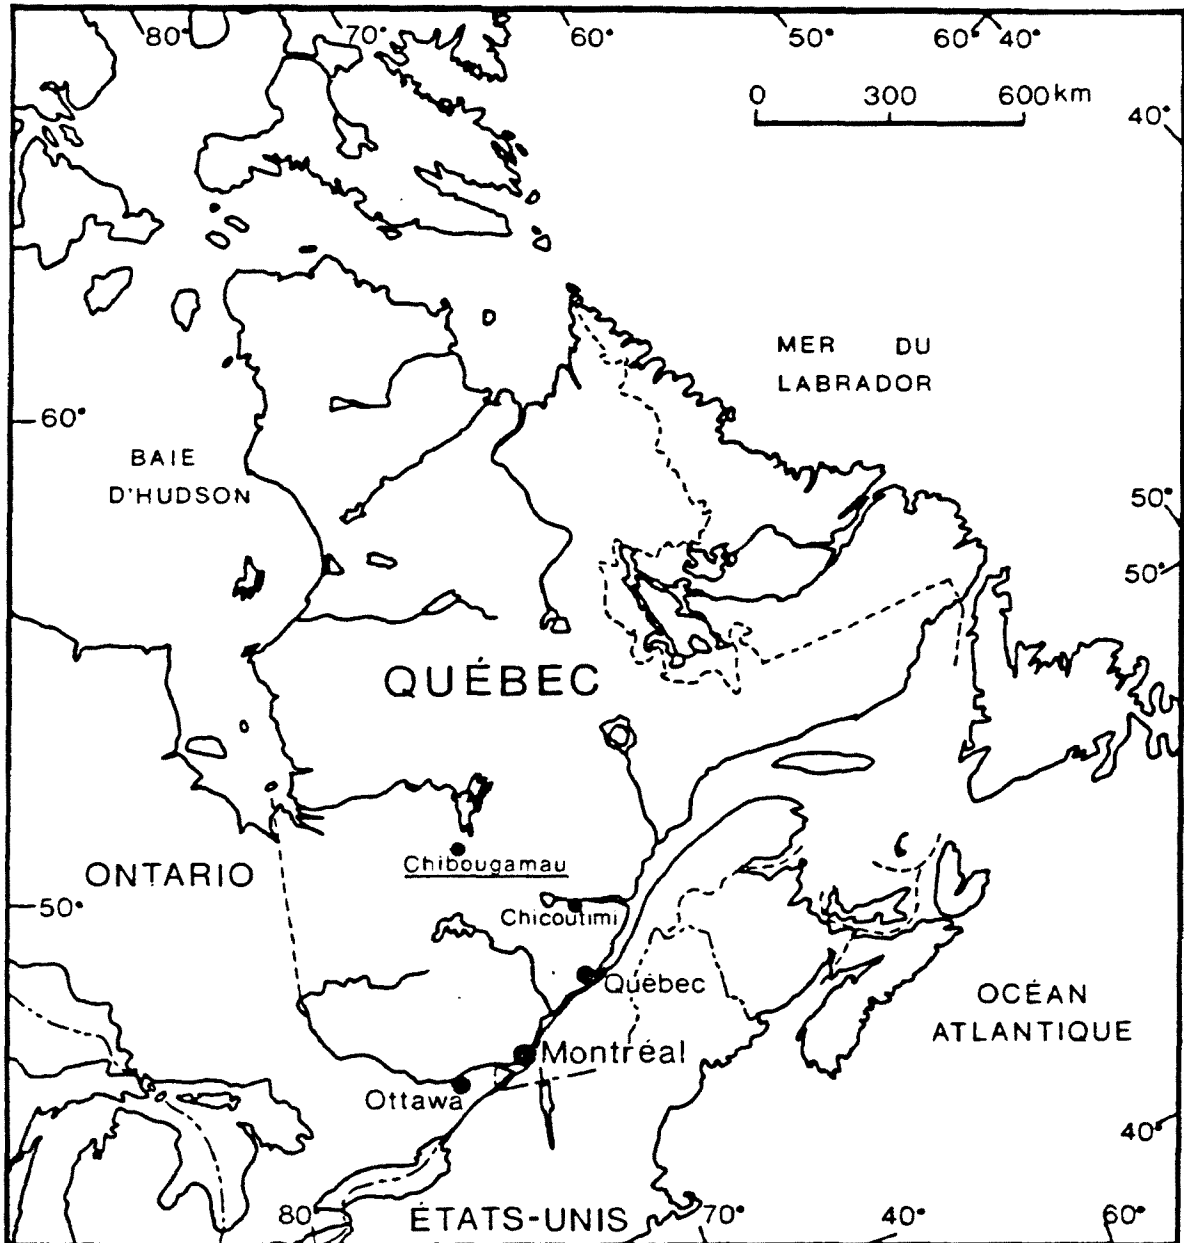 80°
70°
60°
50°
60°
40°
0
300
600km
40°
MER DU
LABRADOR
60°
BAIE
D'HUDSON
50°
50°
QUÉBEC
ONTARIO
Chibougamau
50°
Chicoutimi
Québec
OCÉAN
ATLANTIQUE
Montréal
Ottawa
40°
80°
ÉTATS-UNIS
70°
40°
60°